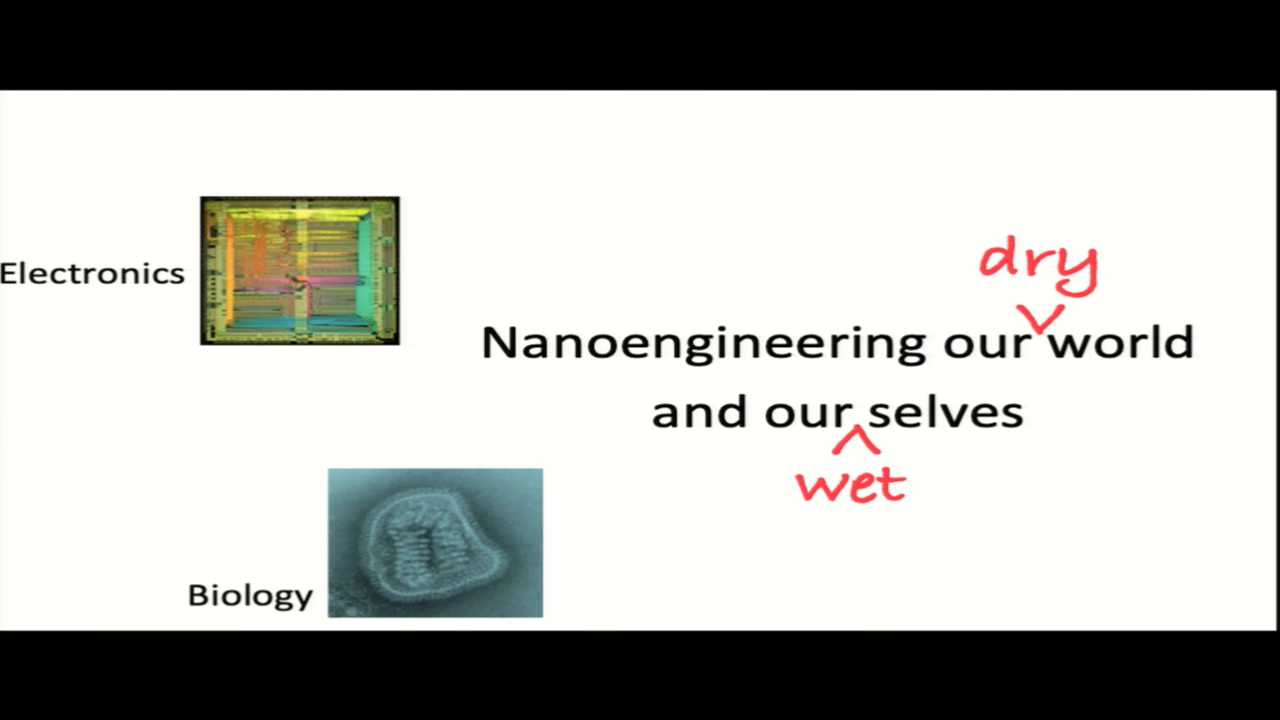 Electronics
dry
Nanoengineering our world
and our selves
wet
Biology